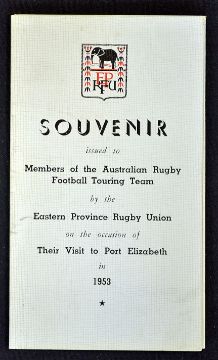 EP
RFU
SOUVENIR
issued to
Members of the Australian Rugby
Football Touring Team
by the
Eastern Province Rugby Union
on the occasion of
Their Visit to Port Elizabeth
in
1953